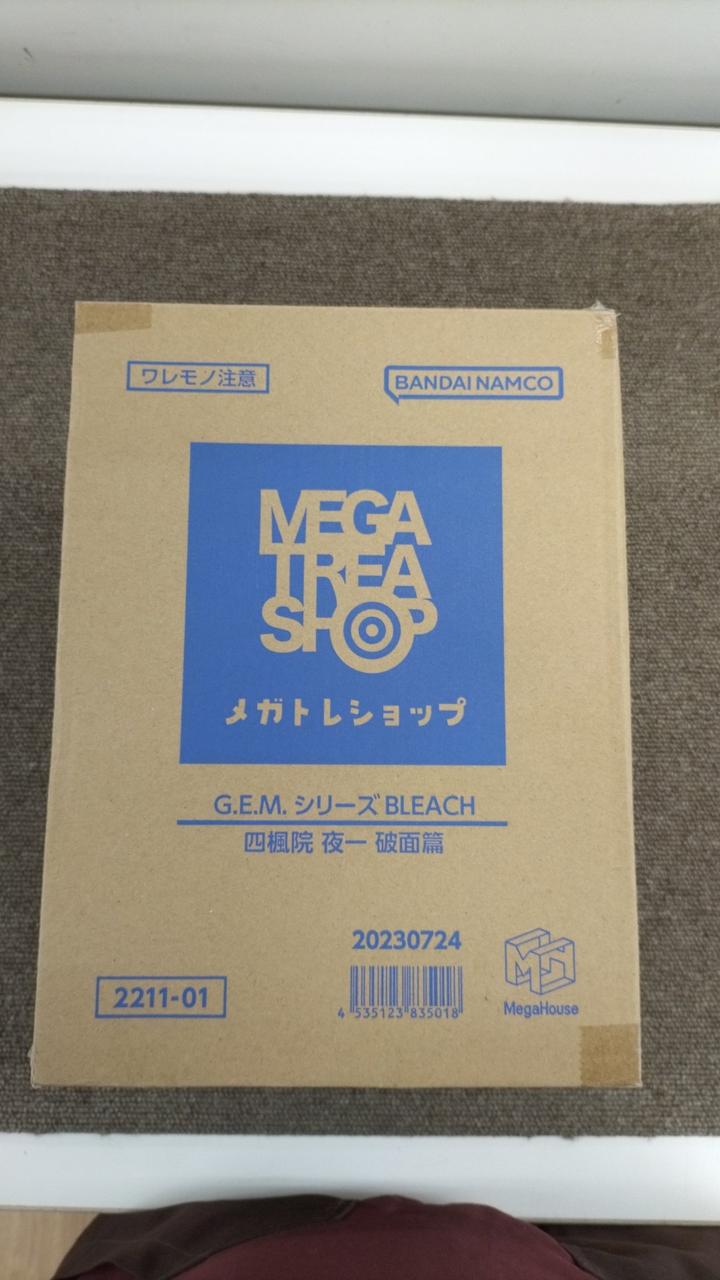 ワレモノ注意
BANDAI NAMCO
MEGA
TREA
SHOP
メガトレショップ
G.E.M. シリーズ BLEACH
四楓院 夜一 破面篇
20230724
2211-01
4 535123 835018
MegaHouse